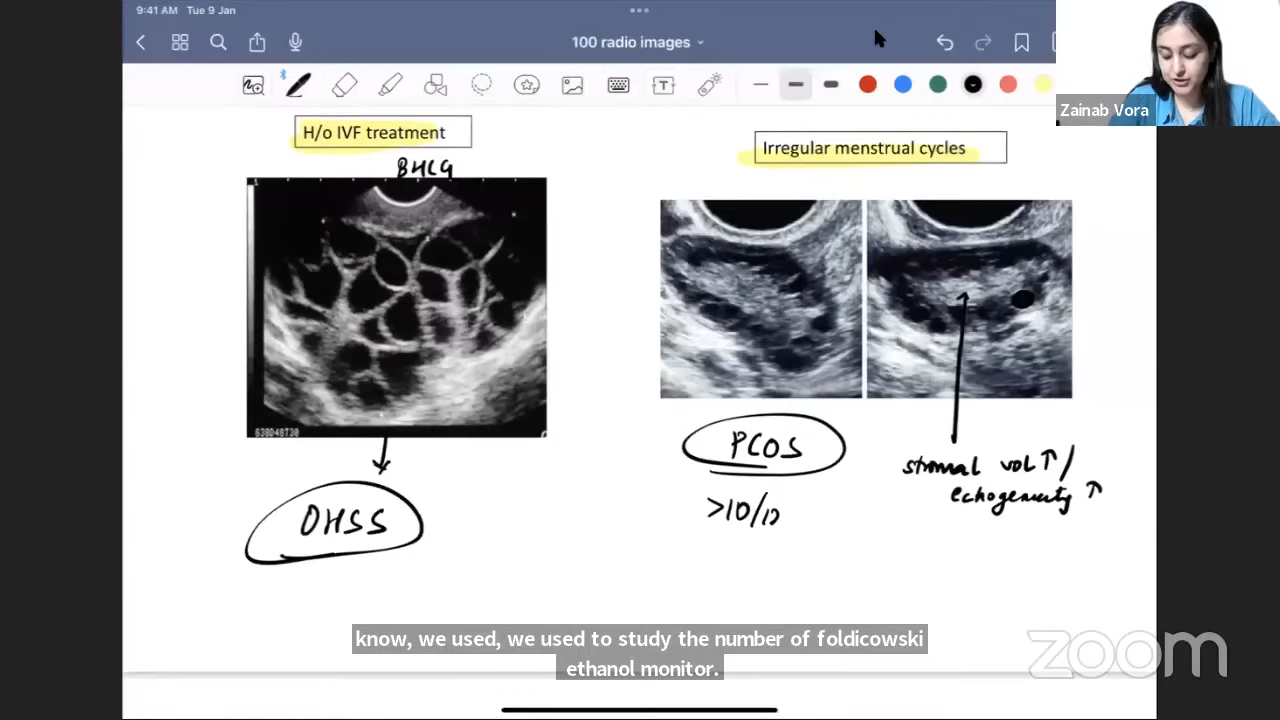 9:41 AM Tue 9 Jan
100 radio images
T
Zainab Vora
H/o IVF treatment
Irregular menstrual cycles
BHCG
638D48T30
PCOS
stromal vol ↑ /
echogenicity ↑
>10/12
OHSS
know, we used, we used to study the number of foldicowski
ethanol monitor.
zoom